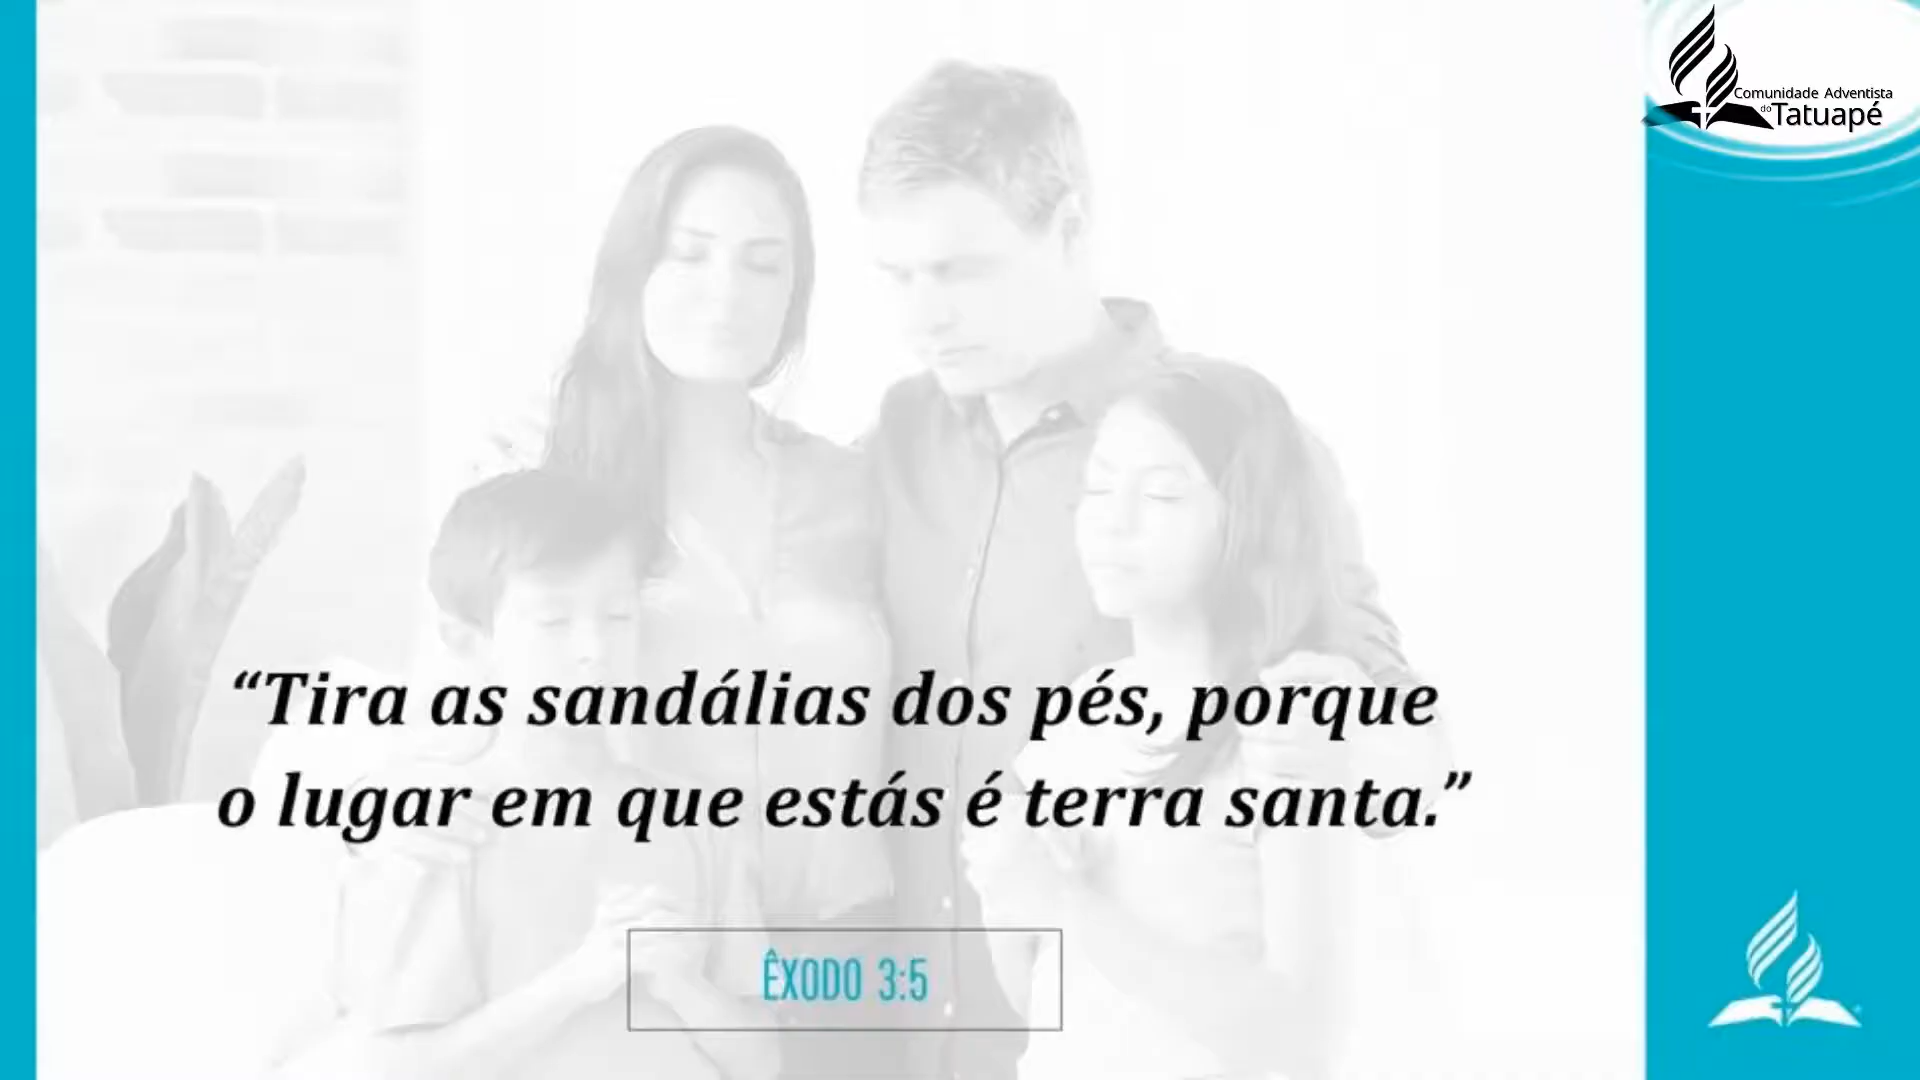 Comunidade Adventista
do Tatuapé
“Tira as sandálias dos pés, porque
o lugar em que estás é terra santa.”
ÊXODO 3:5